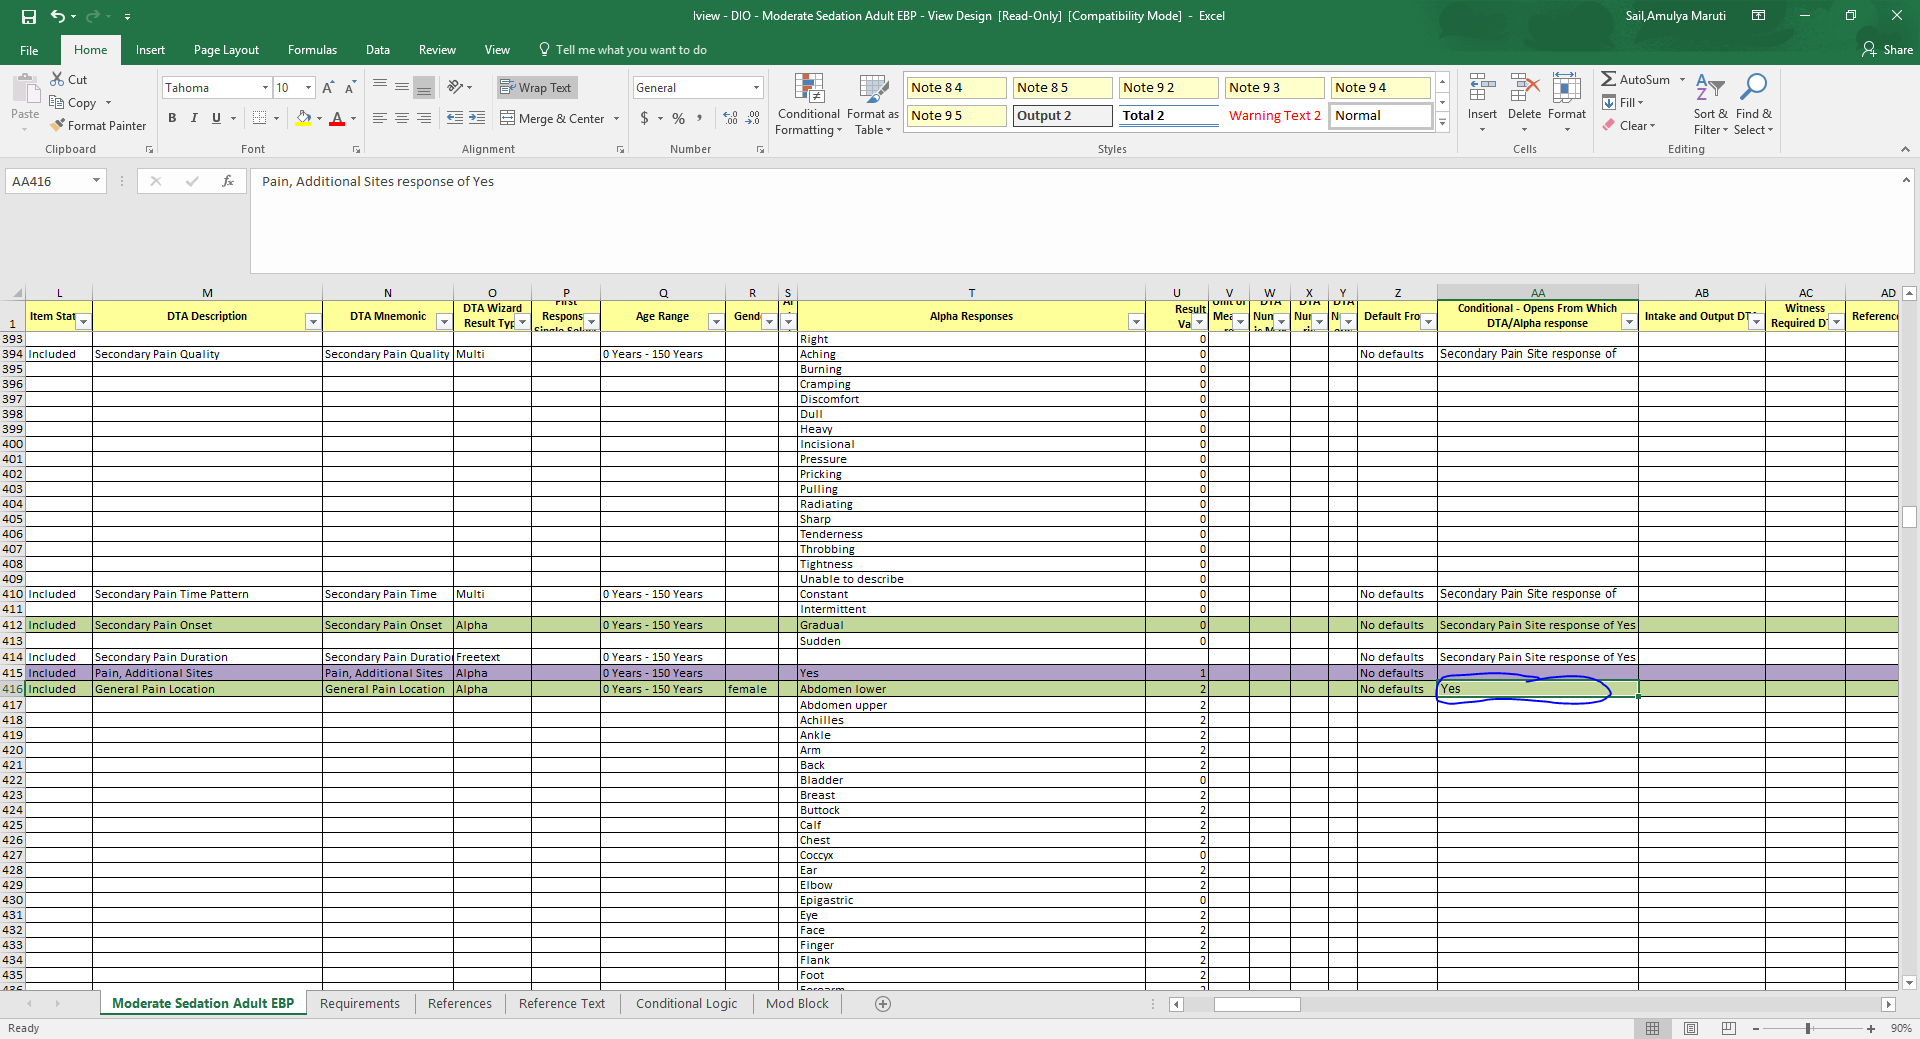 Iview - DIO - Moderate Sedation Adult EBP - View Design [Read-Only] [Compatibility Mode] - Excel
Sail,Amulya Maruti
File Home Insert Page Layout Formulas Data Review View Tell me what you want to do Share
Paste
Cut
Copy
Format Painter
Clipboard
Tahoma 10
B I U
Font
Wrap Text
Merge & Center
Alignment
General
$ % ,
Number
Conditional Formatting
Format as Table
Note 8 4 Note 8 5 Note 9 2 Note 9 3 Note 9 4
Note 9 5 Output 2 Total 2 Warning Text 2 Normal
Styles
Insert Delete Format
Cells
AutoSum
Fill
Clear
Sort & Filter
Find & Select
Editing
AA416 fx Pain, Additional Sites response of Yes
L M N O P Q R S T U V W X Y Z AA AB AC AD
1 Item Stat DTA Description DTA Mnemonic DTA Wizard Result Typ First Respons Single Selec Age Range Gend Alpha Responses Result Va Default Fro Conditional - Opens From Which DTA/Alpha response Intake and Output DT Witness Required D Referenc
393 Right 0
394 Included Secondary Pain Quality Secondary Pain Quality Multi 0 Years - 150 Years Aching 0 No defaults Secondary Pain Site response of
395 Burning 0
396 Cramping 0
397 Discomfort 0
398 Dull 0
399 Heavy 0
400 Incisional 0
401 Pressure 0
402 Pricking 0
403 Pulling 0
404 Radiating 0
405 Sharp 0
406 Tenderness 0
407 Throbbing 0
408 Tightness 0
409 Unable to describe 0
410 Included Secondary Pain Time Pattern Secondary Pain Time Multi 0 Years - 150 Years Constant 0 No defaults Secondary Pain Site response of
411 Intermittent 0
412 Included Secondary Pain Onset Secondary Pain Onset Alpha 0 Years - 150 Years Gradual 0 No defaults Secondary Pain Site response of Yes
413 Sudden 0
414 Included Secondary Pain Duration Secondary Pain Duratio Freetext 0 Years - 150 Years No defaults Secondary Pain Site response of Yes
415 Included Pain, Additional Sites Pain, Additional Sites Alpha 0 Years - 150 Years Yes 1 No defaults
416 Included General Pain Location General Pain Location Alpha 0 Years - 150 Years female Abdomen lower 2 No defaults Yes
417 Abdomen upper 2
418 Achilles 2
419 Ankle 2
420 Arm 2
421 Back 2
422 Bladder 0
423 Breast 2
424 Buttock 2
425 Calf 2
426 Chest 2
427 Coccyx 0
428 Ear 2
429 Elbow 2
430 Epigastric 0
431 Eye 2
432 Face 2
433 Finger 2
434 Flank 2
435 Foot 2
Moderate Sedation Adult EBP Requirements References Reference Text Conditional Logic Mod Block
Ready 90%